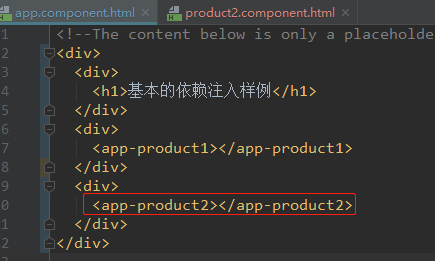 app.component.html
product2.component.html
1 <!--The content below is only a placeholde
2 <div>
3 <div>
4 <h1>基本的依赖注入样例</h1>
5 </div>
6 <div>
7 <app-product1></app-product1>
8 </div>
9 <div>
0 <app-product2></app-product2>
1 </div>
2 </div>